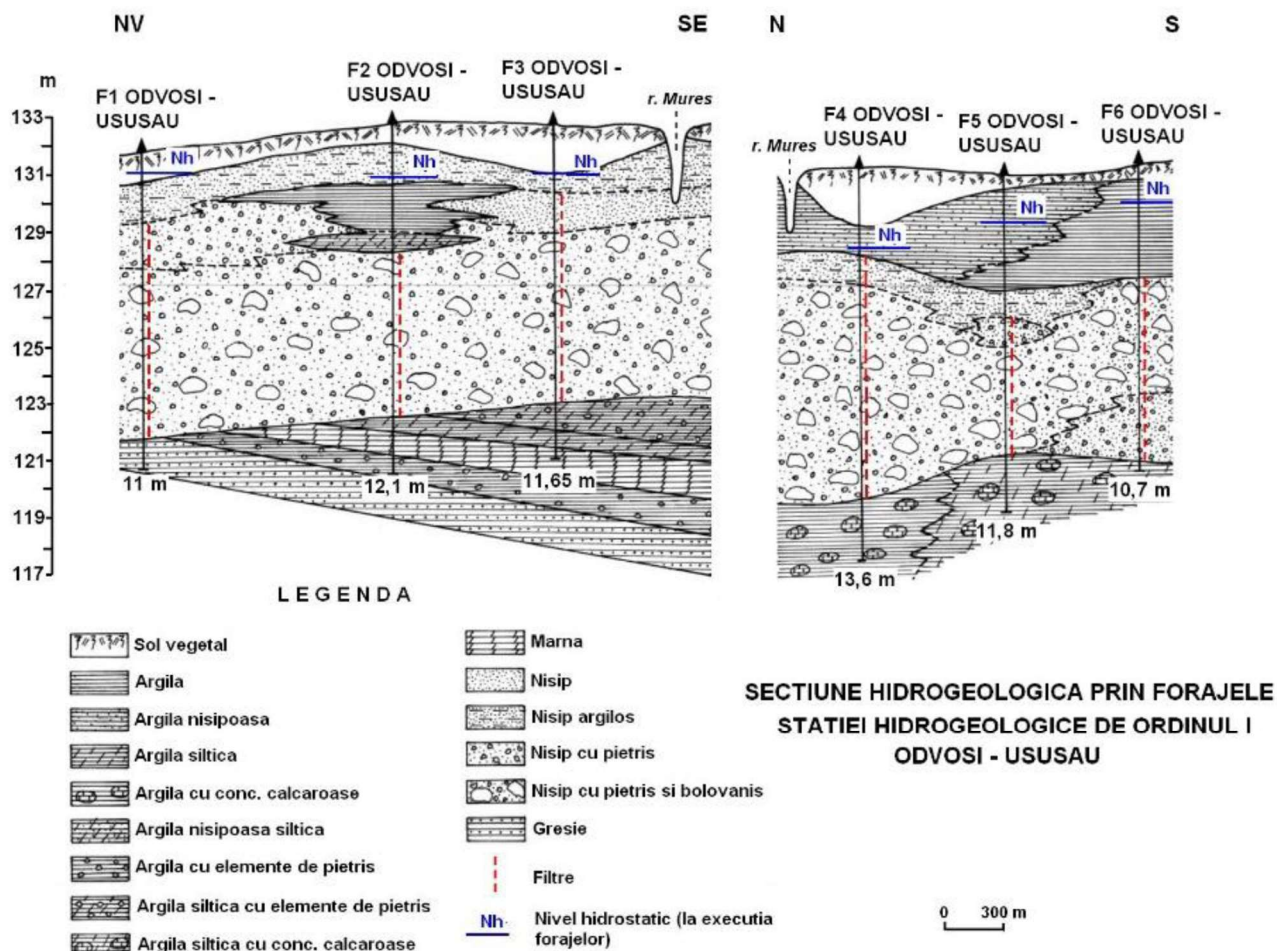 NV
SE
N
S
m
F1 ODVOSI -
USUSAU
F2 ODVOSI -
USUSAU
F3 ODVOSI -
USUSAU
r. Mures
r. Mures
F4 ODVOSI -
USUSAU
F5 ODVOSI -
USUSAU
F6 ODVOSI -
USUSAU
133
131
129
127
125
123
121
119
117
Nh
Nh
Nh
Nh
Nh
Nh
11 m
12,1 m
11,65 m
13,6 m
11,8 m
10,7 m
LEGENDA
Sol vegetal
Argila
Argila nisipoasa
Argila siltica
Argila cu conc. calcaroase
Argila nisipoasa siltica
Argila cu elemente de pietris
Argila siltica cu elemente de pietris
Argila siltica cu conc. calcaroase
Marna
Nisip
Nisip argilos
Nisip cu pietris
Nisip cu pietris si bolovanis
Gresie
Filtre
Nh
Nivel hidrostatic (la executia
forajelor)
SECTIUNE HIDROGEOLOGICA PRIN FORAJELE
STATIEI HIDROGEOLOGICE DE ORDINUL I
ODVOSI - USUSAU
0 300 m